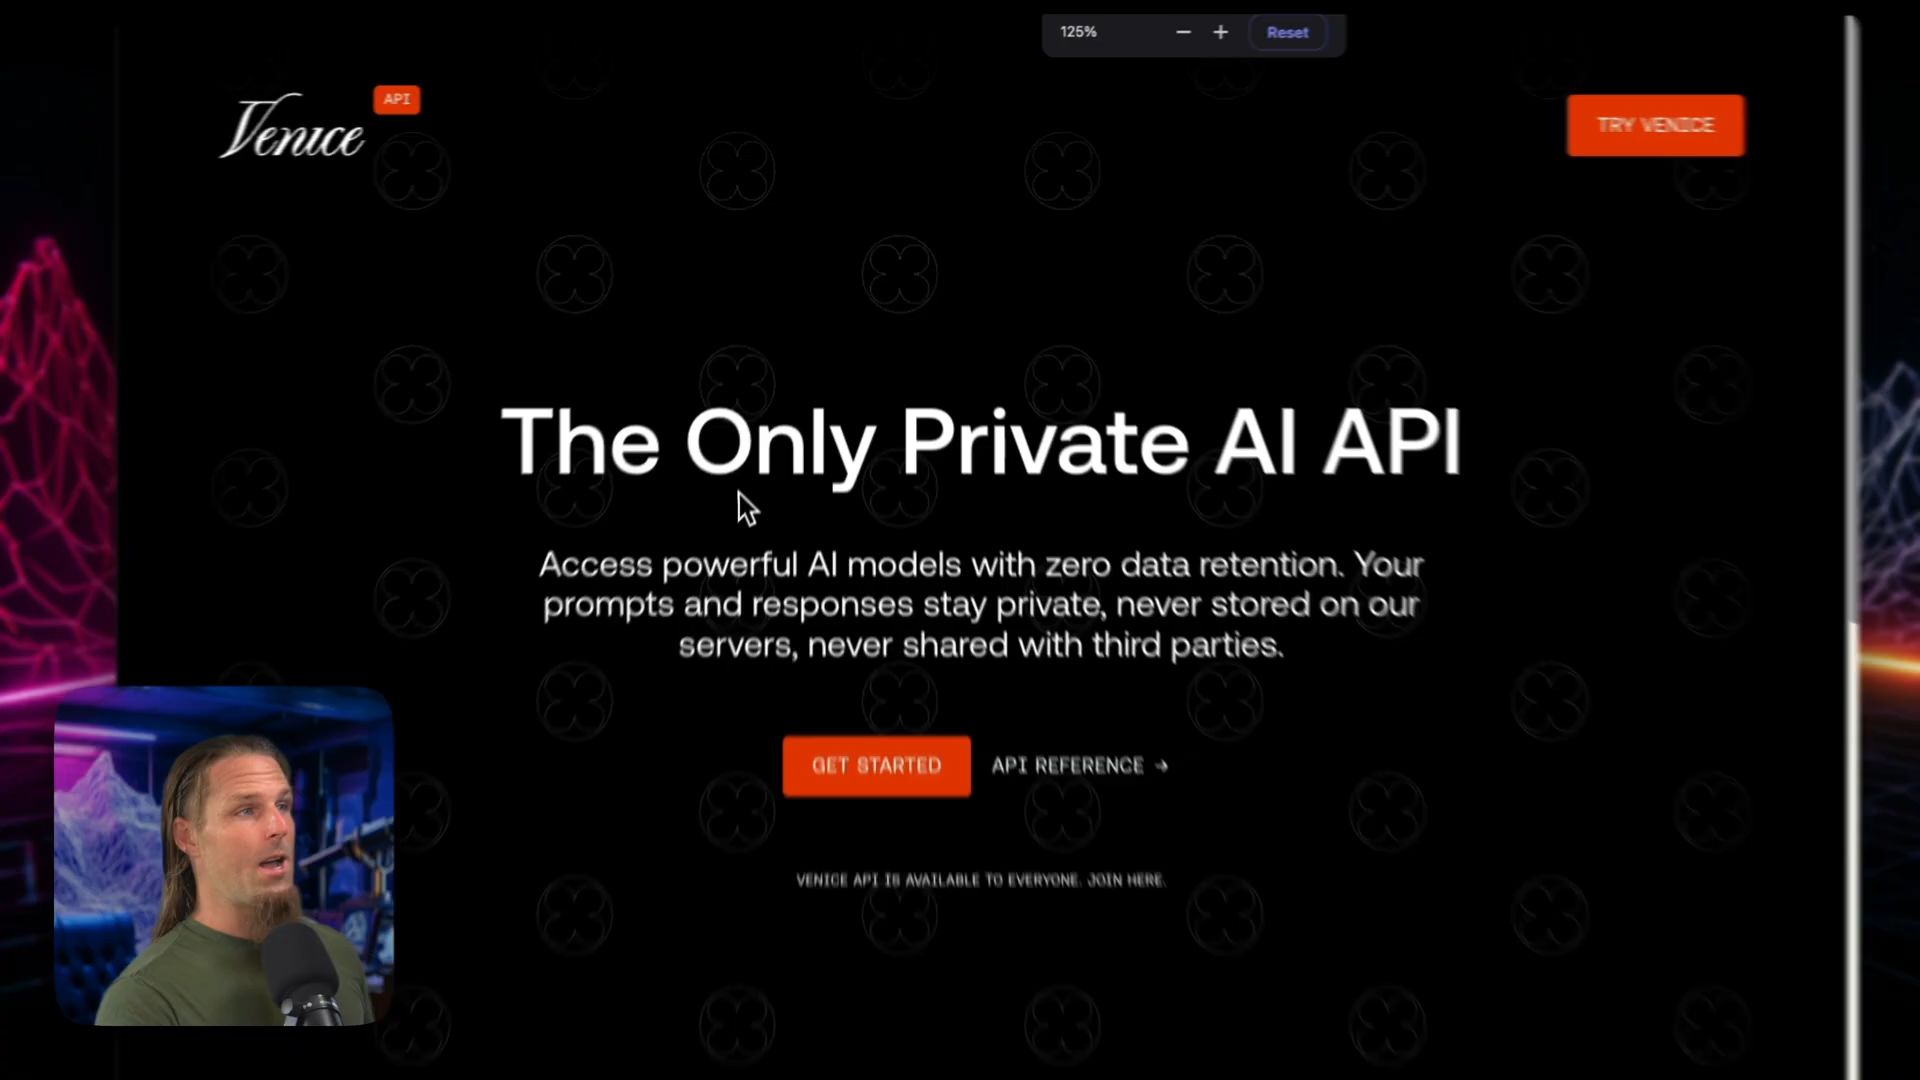 125% − + Reset
Venice API
TRY VENICE
The Only Private AI API
Access powerful AI models with zero data retention. Your
prompts and responses stay private, never stored on our
servers, never shared with third parties.
GET STARTED API REFERENCE →
VENICE API IS AVAILABLE TO EVERYONE. JOIN HERE.